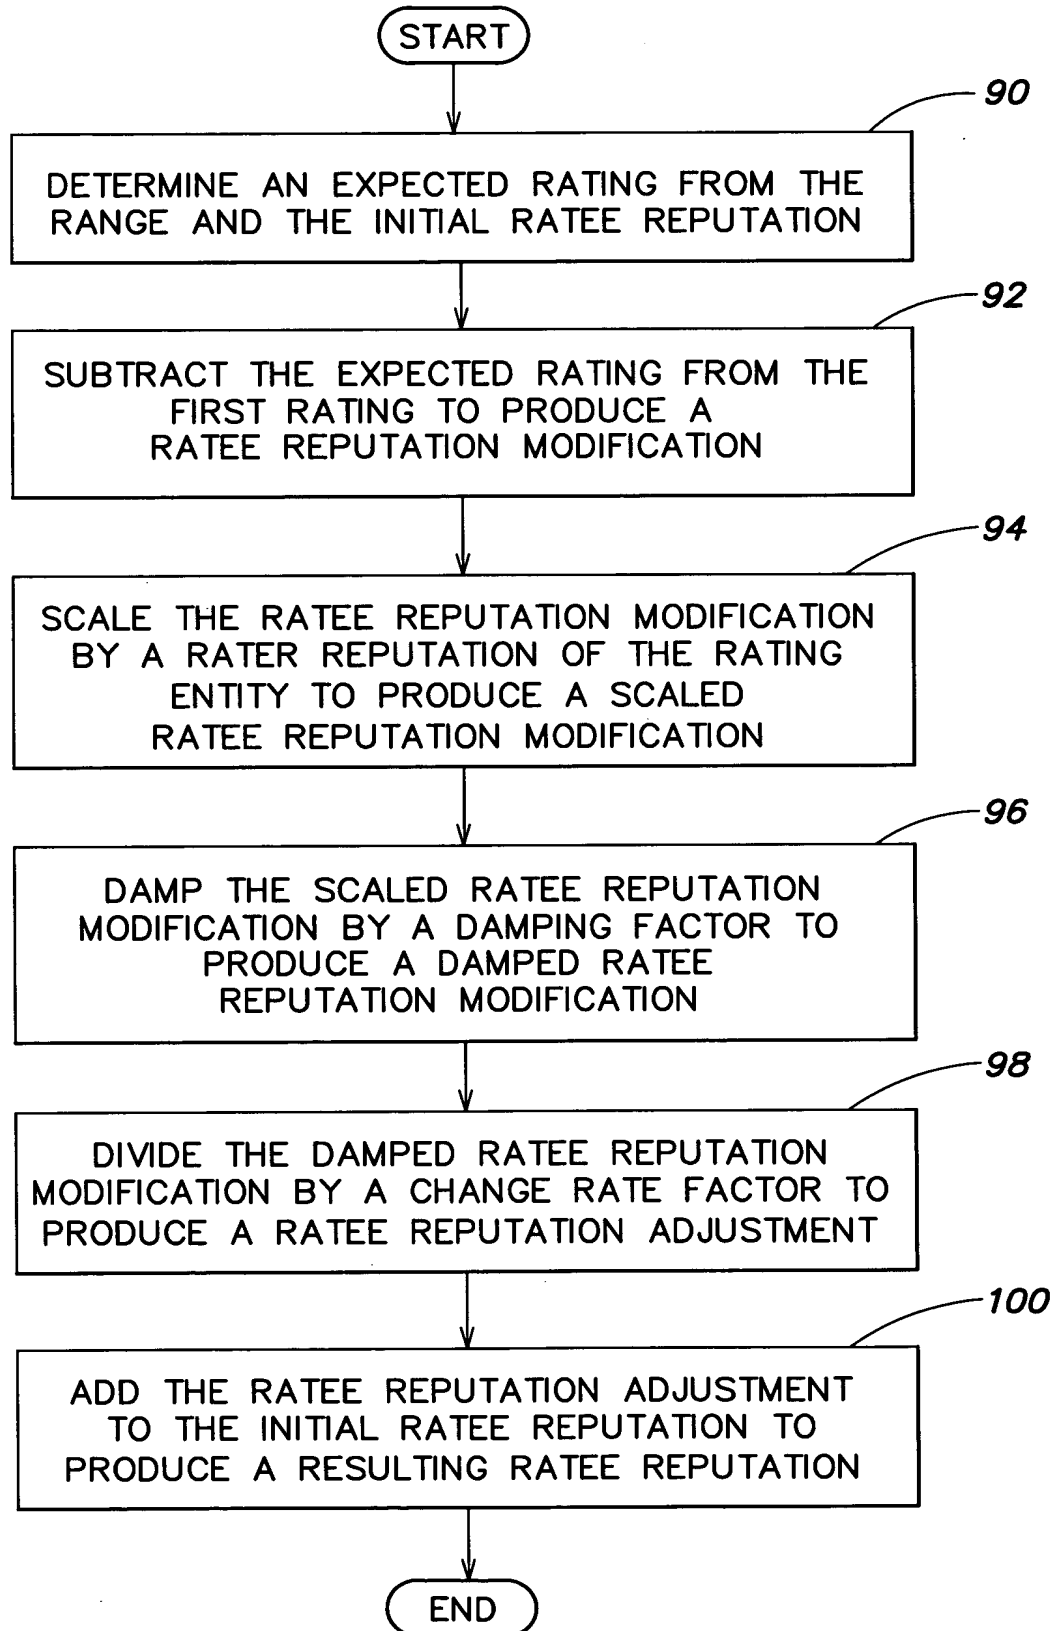 START
90
DETERMINE AN EXPECTED RATING FROM THE
RANGE AND THE INITIAL RATEE REPUTATION
92
SUBTRACT THE EXPECTED RATING FROM THE
FIRST RATING TO PRODUCE A
RATEE REPUTATION MODIFICATION
94
SCALE THE RATEE REPUTATION MODIFICATION
BY A RATER REPUTATION OF THE RATING
ENTITY TO PRODUCE A SCALED
RATEE REPUTATION MODIFICATION
96
DAMP THE SCALED RATEE REPUTATION
MODIFICATION BY A DAMPING FACTOR TO
PRODUCE A DAMPED RATEE
REPUTATION MODIFICATION
98
DIVIDE THE DAMPED RATEE REPUTATION
MODIFICATION BY A CHANGE RATE FACTOR TO
PRODUCE A RATEE REPUTATION ADJUSTMENT
100
ADD THE RATEE REPUTATION ADJUSTMENT
TO THE INITIAL RATEE REPUTATION TO
PRODUCE A RESULTING RATEE REPUTATION
END